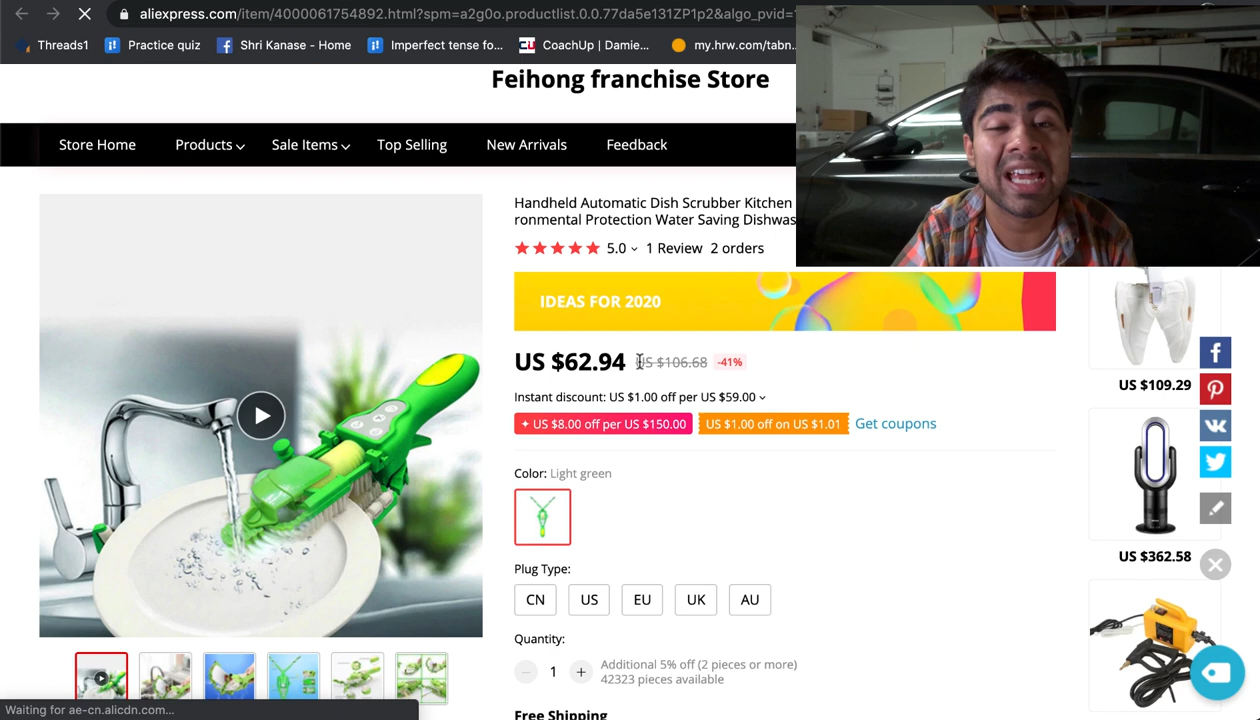 aliexpress.com/item/4000061754892.html?spm=a2g0o.productlist.0.0.77da5e131ZP1p2&algo_pvid=
Threads1
Practice quiz
Shri Kanase - Home
Imperfect tense fo...
CoachUp | Damie...
my.hrw.com/tabn...
Feihong franchise Store
Store Home
Products
Sale Items
Top Selling
New Arrivals
Feedback
Handheld Automatic Dish Scrubber Kitchen
ronmental Protection Water Saving Dishwas
5.0
1 Review
2 orders
IDEAS FOR 2020
US $62.94
US $106.68
-41%
Instant discount: US $1.00 off per US $59.00
US $8.00 off per US $150.00
US $1.00 off on US $1.01
Get coupons
Color: Light green
Plug Type:
CN
US
EU
UK
AU
Quantity:
1
Additional 5% off (2 pieces or more)
42323 pieces available
Free Shipping
US $109.29
US $362.58
Waiting for ae-cn.alicdn.com...